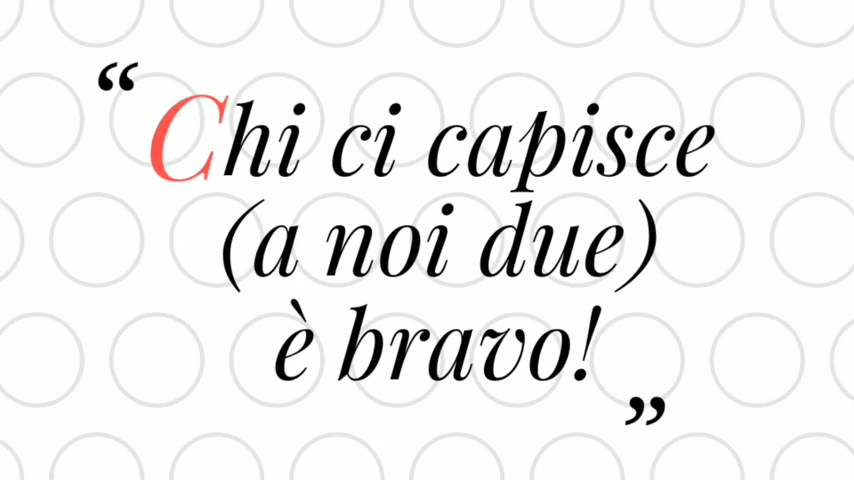 “Chi ci capisce
(a noi due)
è bravo!”